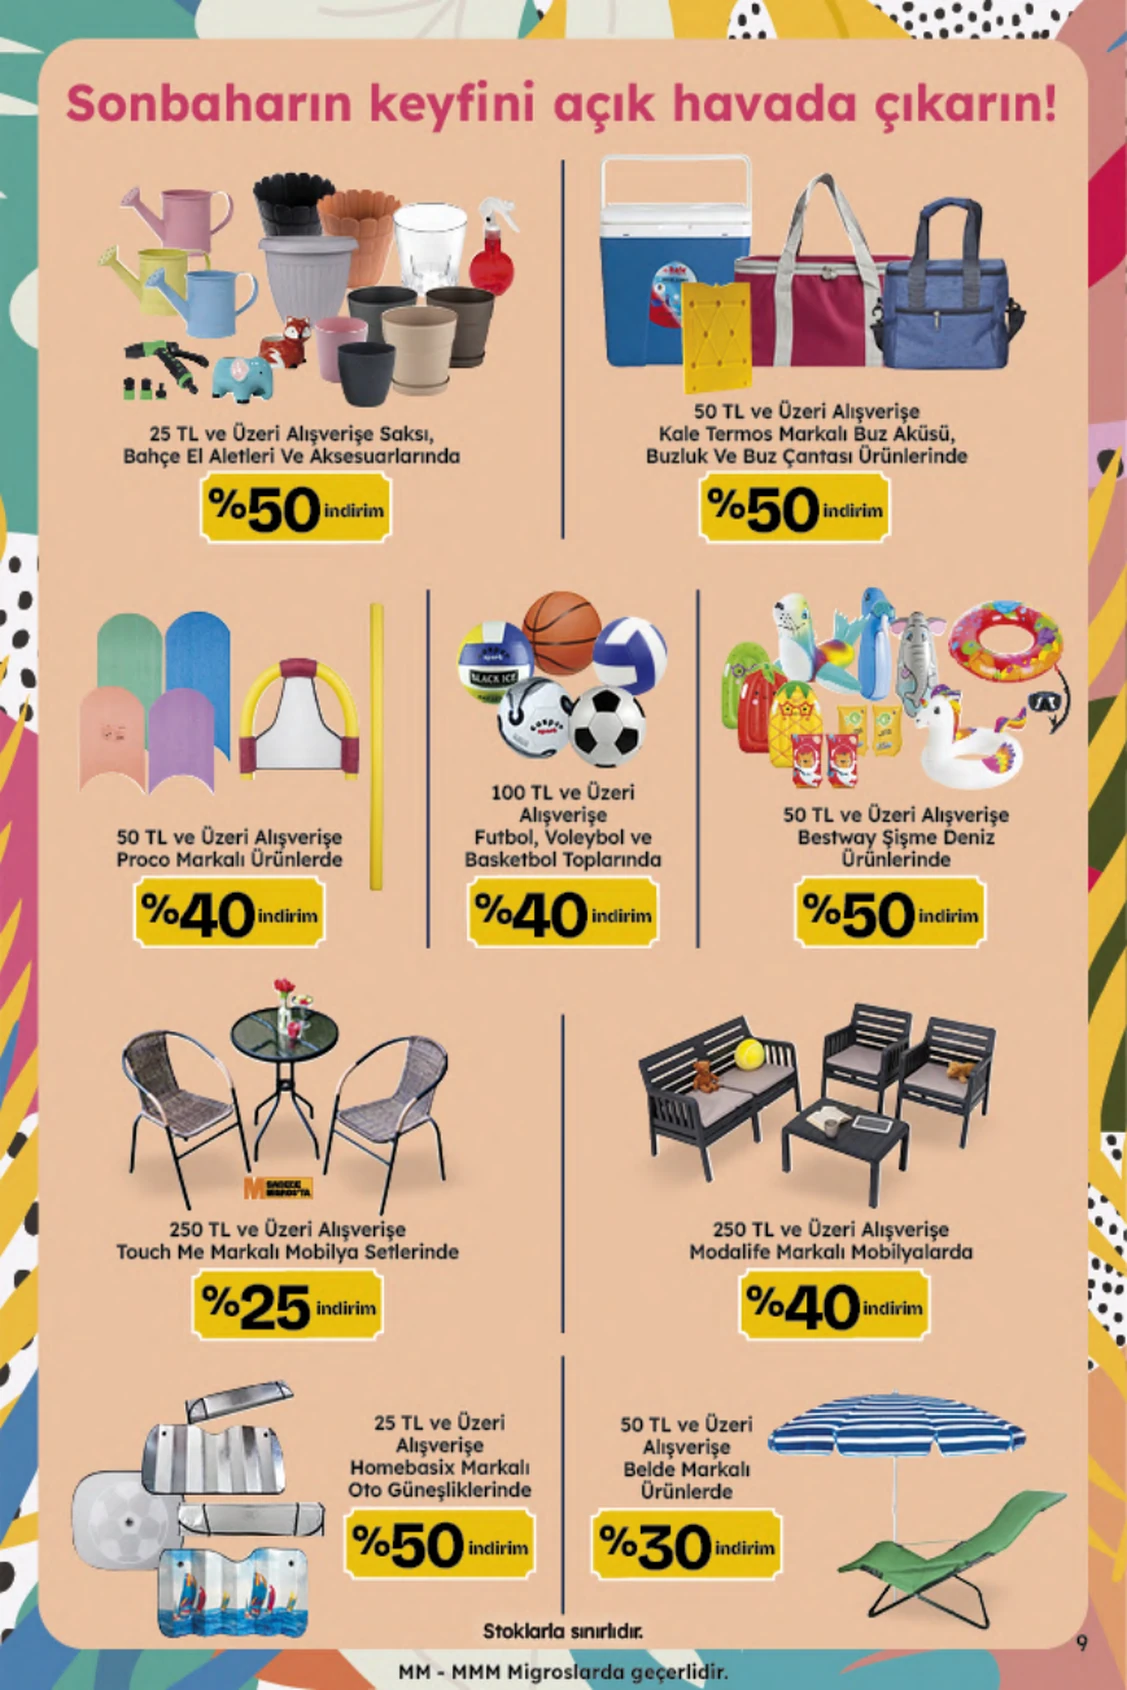 Sonbaharın keyfini açık havada çıkarın!
25 TL ve Üzeri Alışverişe Saksı,
Bahçe El Aletleri Ve Aksesuarlarında
%50 indirim
50 TL ve Üzeri Alışverişe
Kale Termos Markalı Buz Aküsü,
Buzluk Ve Buz Çantası Ürünlerinde
%50 indirim
50 TL ve Üzeri Alışverişe
Proco Markalı Ürünlerde
%40 indirim
BLACK ICE
100 TL ve Üzeri
Alışverişe
Futbol, Voleybol ve
Basketbol Toplarında
%40 indirim
50 TL ve Üzeri Alışverişe
Bestway Şişme Deniz
Ürünlerinde
%50 indirim
M SADECE
MİGROS'TA
250 TL ve Üzeri Alışverişe
Touch Me Markalı Mobilya Setlerinde
%25 indirim
250 TL ve Üzeri Alışverişe
Modalife Markalı Mobilyalarda
%40 indirim
25 TL ve Üzeri
Alışverişe
Homebasix Markalı
Oto Güneşliklerinde
%50 indirim
50 TL ve Üzeri
Alışverişe
Belde Markalı
Ürünlerde
%30 indirim
Stoklarla sınırlıdır.
9
MM - MMM Migroslarda geçerlidir.